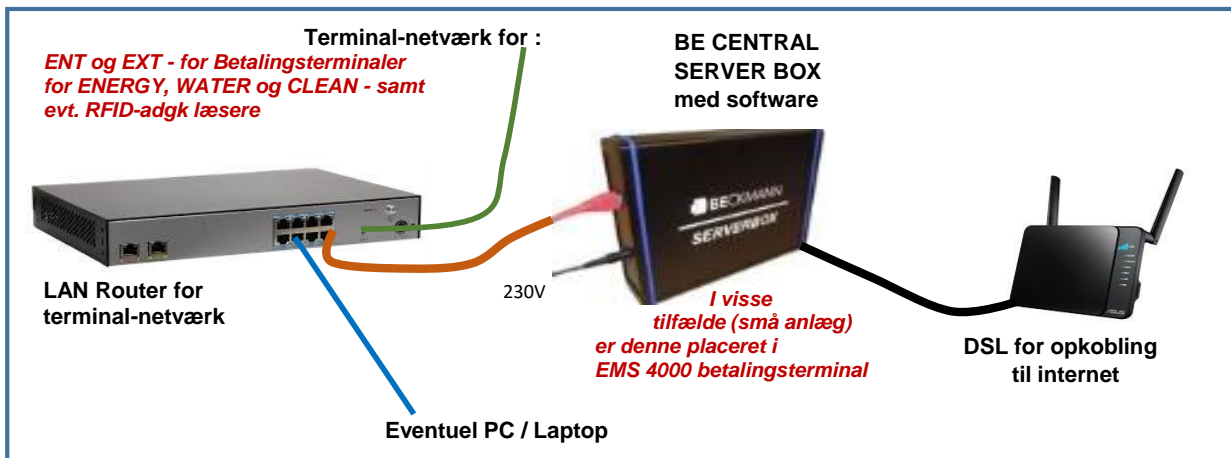 Terminal-netværk for :
ENT og EXT - for Betalingsterminaler
for ENERGY, WATER og CLEAN - samt
evt. RFID-adgk læsere
BE CENTRAL
SERVER BOX
med software
BECKMANN
SERVERBOX
LAN Router for
terminal-netværk
230V
I visse
tilfælde (små anlæg)
er denne placeret i
EMS 4000 betalingsterminal
DSL for opkobling
til internet
Eventuel PC / Laptop